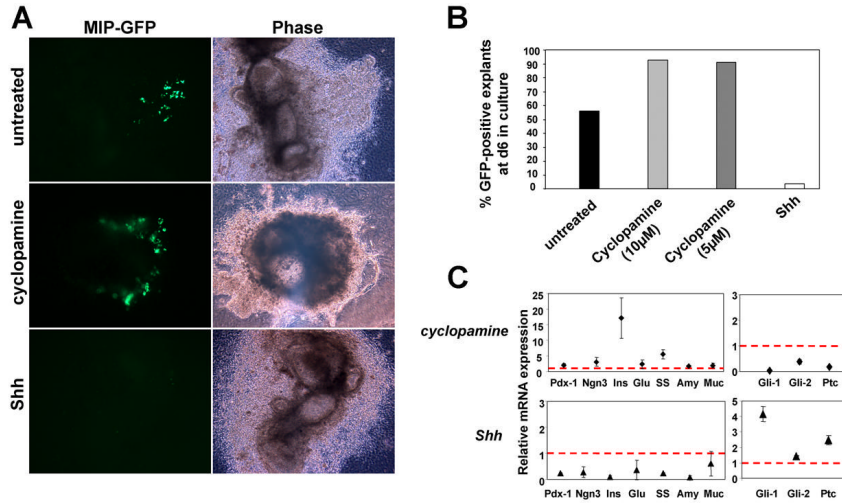 A
MIP-GFP
Phase
untreated
cyclopamine
Shh
B
% GFP-positive explants
at d6 in culture
100
90
80
70
60
50
40
30
20
10
0
untreated
Cyclopamine
(10µM)
Cyclopamine
(5µM)
Shh
C
Relative mRNA expression
cyclopamine
25
20
15
10
5
0
Pdx-1 Ngn3 Ins Glu SS Amy Muc
3
2
1
0
Gli-1 Gli-2 Ptc
Shh
3
2
1
0
Pdx-1 Ngn3 Ins Glu SS Amy Muc
5
4
3
2
1
0
Gli-1 Gli-2 Ptc